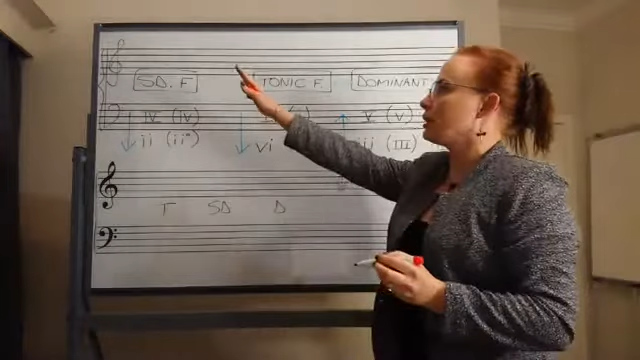 SD. F TONIC F. DOMINANT
IV (iv) V (v)
ii (ii°) vi iii (III)
T SD D